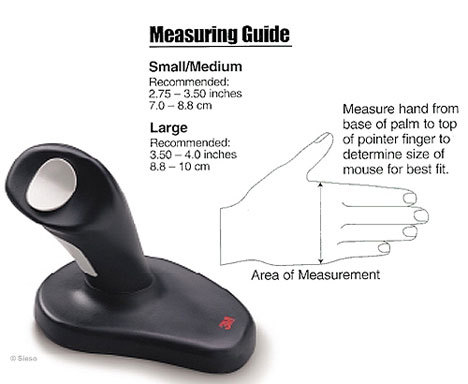 Measuring Guide
Small/Medium
Recommended:
2.75 – 3.50 inches
7.0 – 8.8 cm
Large
Recommended:
3.50 – 4.0 inches
8.8 – 10 cm
Measure hand from
base of palm to top
of pointer finger to
determine size of
mouse for best fit.
Area of Measurement
3M